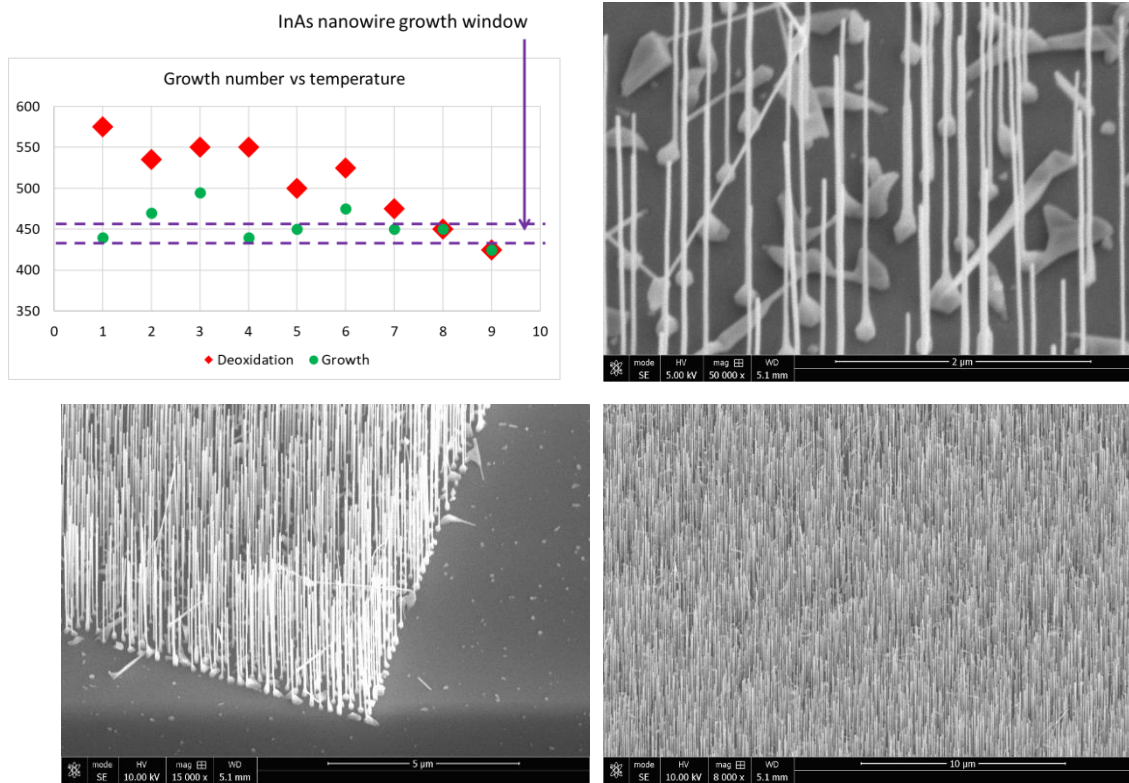 InAs nanowire growth window
Growth number vs temperature
600
550
500
450
400
350
0 1 2 3 4 5 6 7 8 9 10
Deoxidation Growth
mode HV mag WD 2 µm
SE 5.00 kV 50 000 x 5.1 mm
mode HV mag WD 5 µm
SE 10.00 kV 15 000 x 5.1 mm
mode HV mag WD 10 µm
SE 10.00 kV 8 000 x 5.1 mm